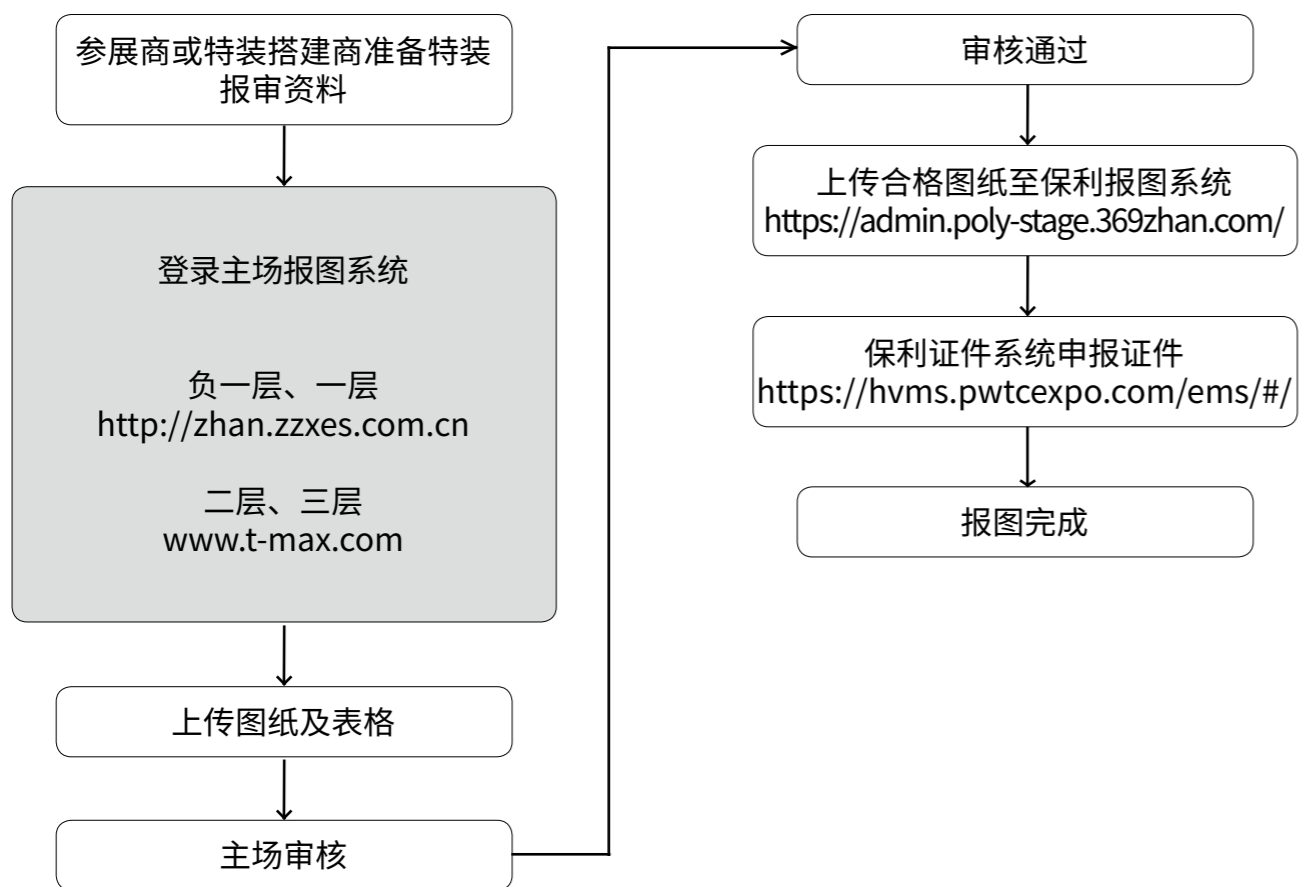 参展商或特装搭建商准备特装
报审资料
登录主场报图系统
负一层、一层
http://zhan.zzxes.com.cn
二层、三层
www.t-max.com
上传图纸及表格
主场审核
审核通过
上传合格图纸至保利报图系统
https://admin.poly-stage.369zhan.com/
保利证件系统申报证件
https://hvms.pwtcexpo.com/ems/#/
报图完成